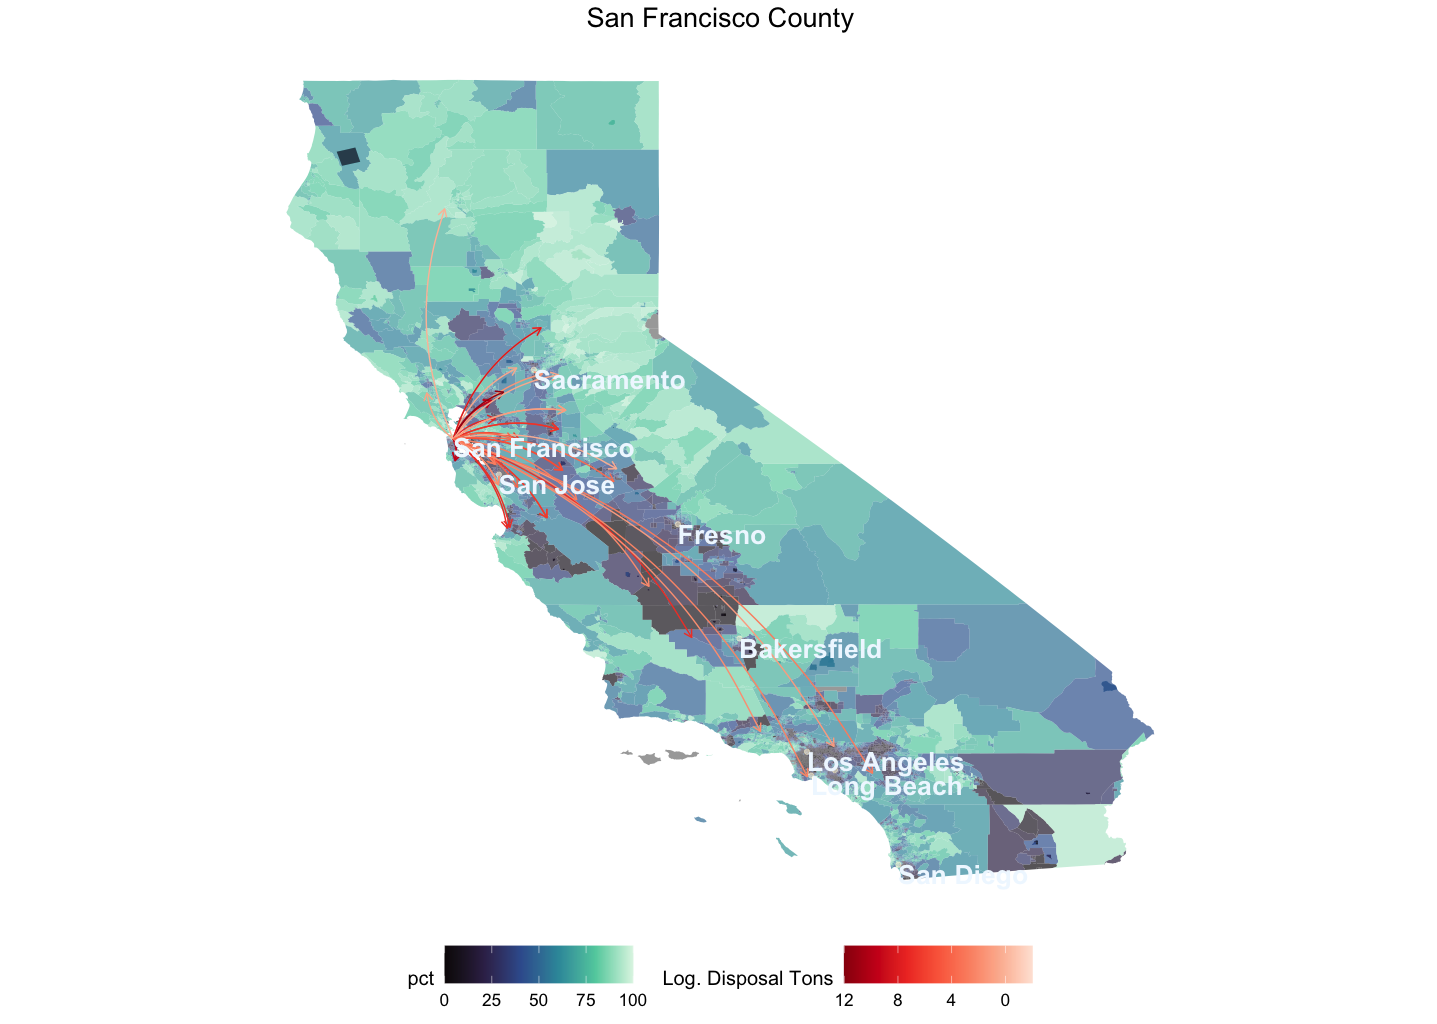 San Francisco County
Sacramento
San Francisco
San Jose
Fresno
Bakersfield
Los Angeles
Long Beach
San Diego
pct
0 25 50 75 100
Log. Disposal Tons
12 8 4 0